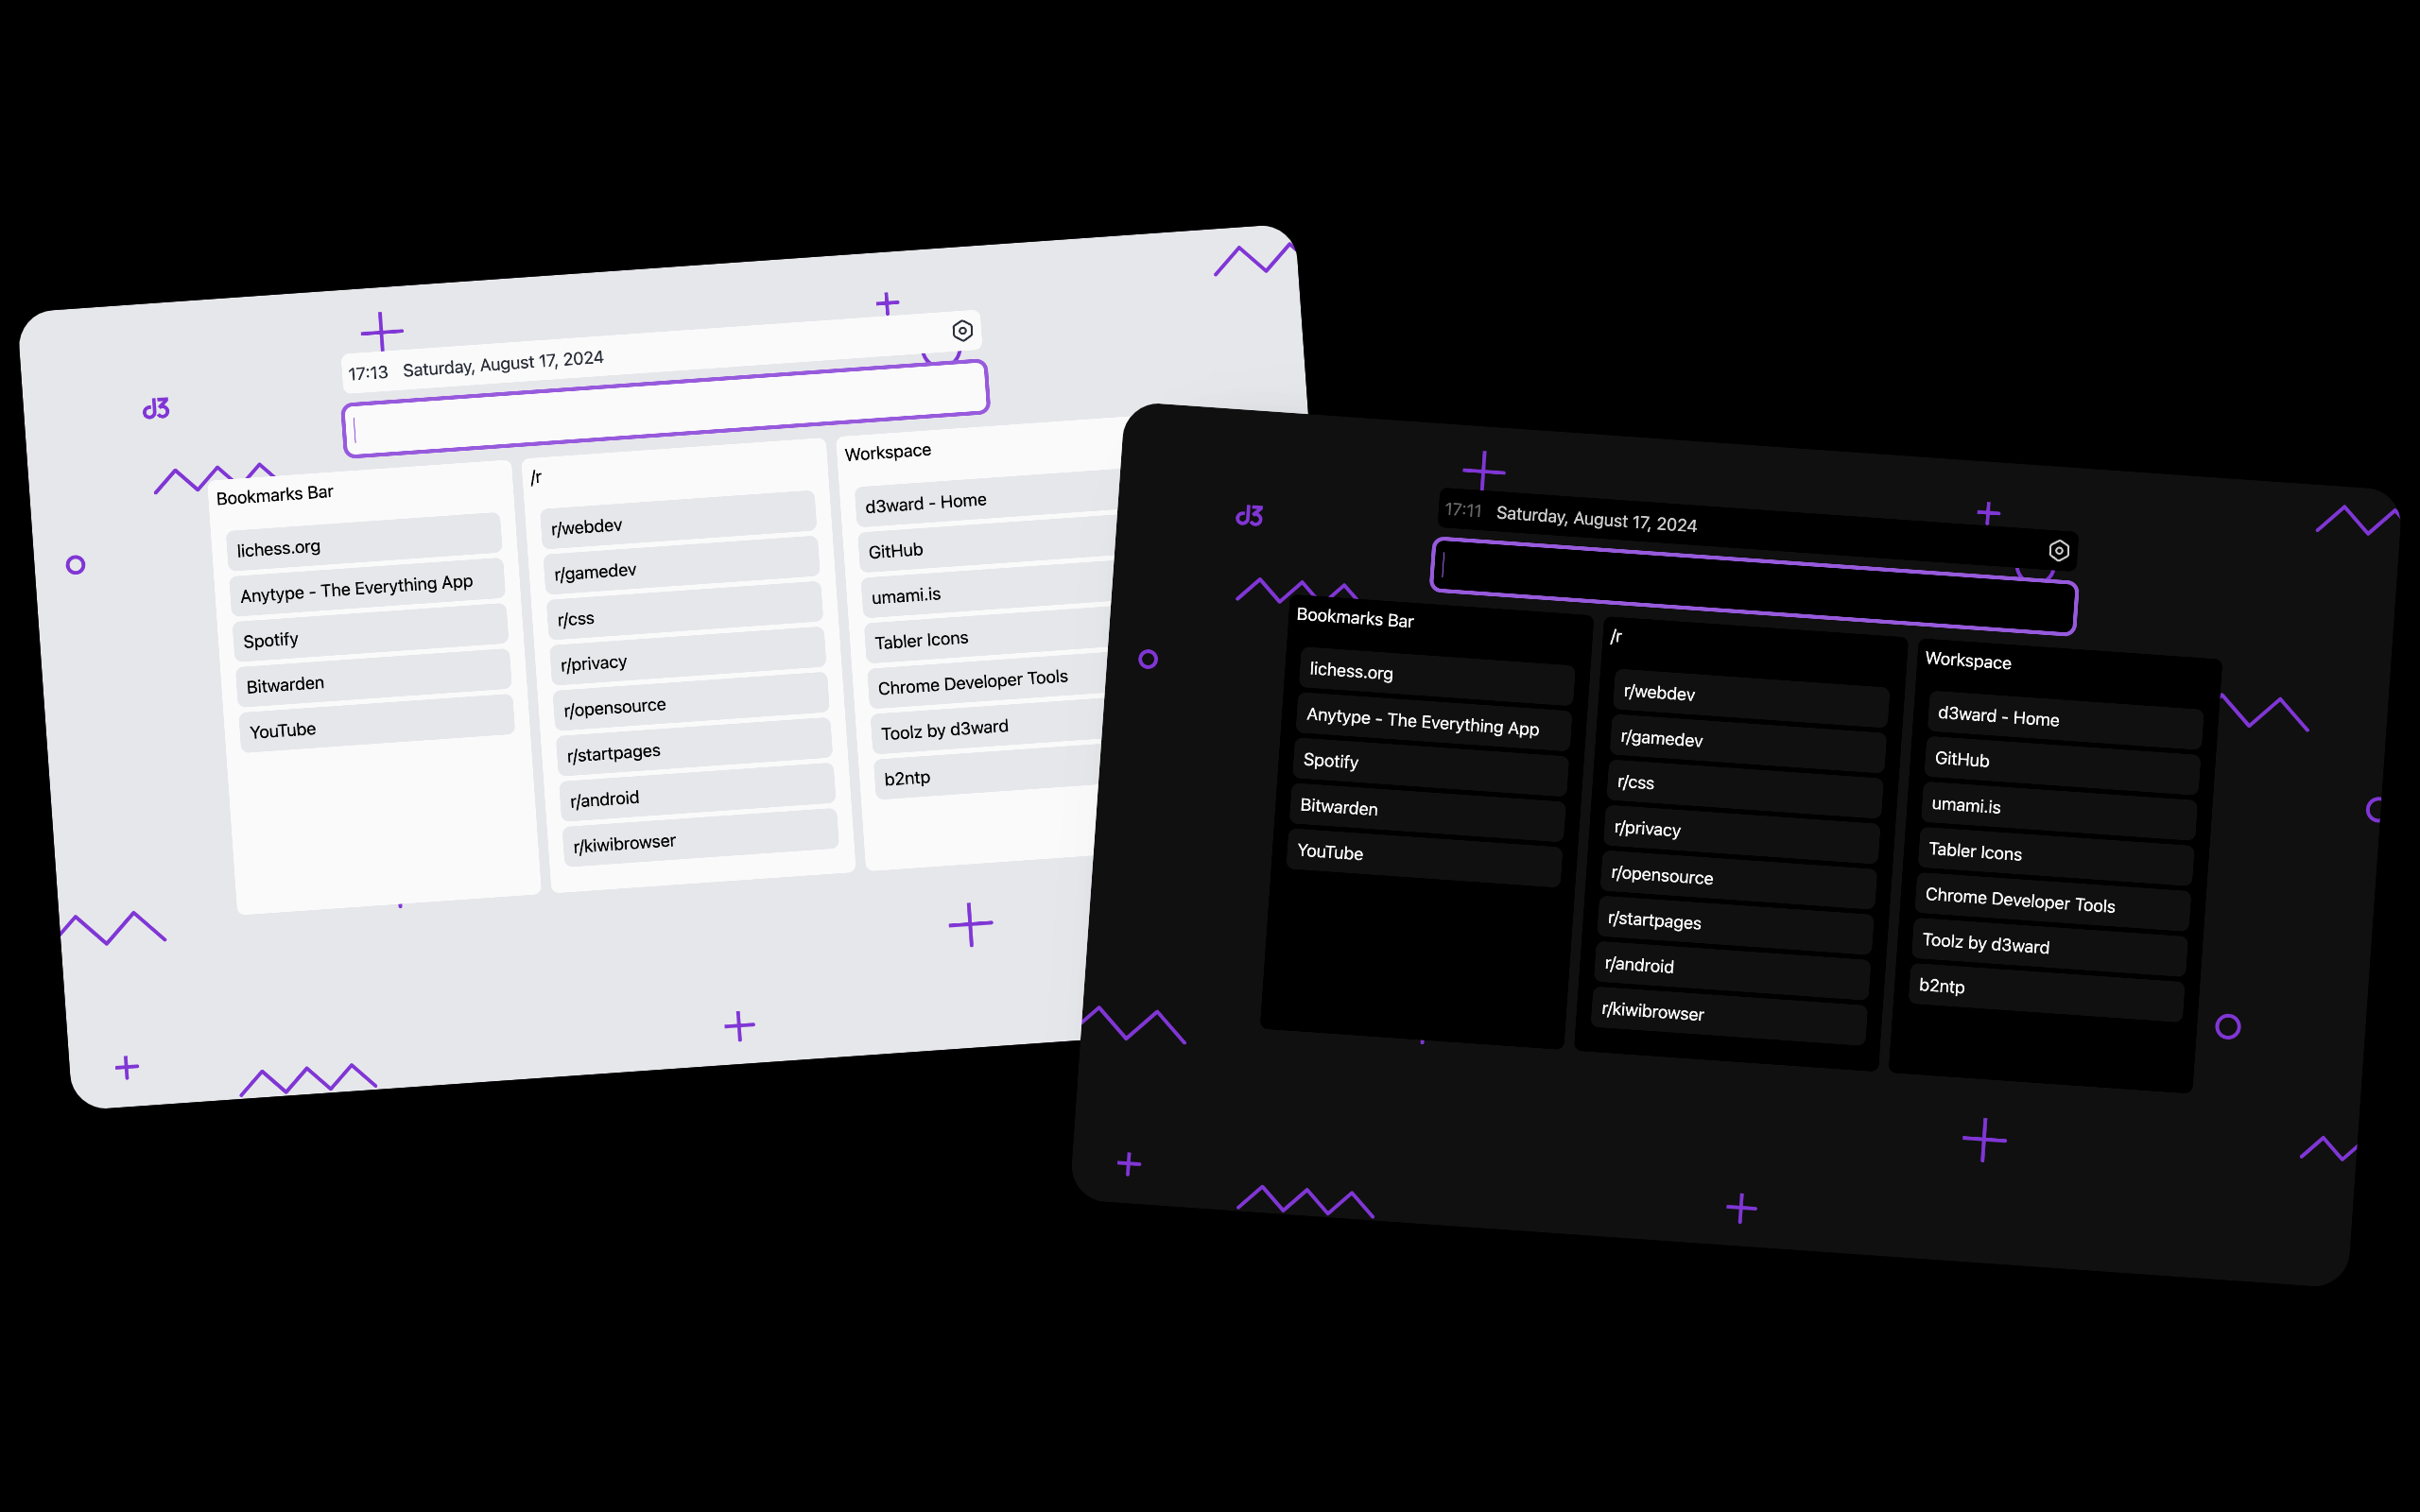 17:13 Saturday, August 17, 2024
d3
Bookmarks Bar
lichess.org
Anytype - The Everything App
Spotify
Bitwarden
YouTube
/r
r/webdev
r/gamedev
r/css
r/privacy
r/opensource
r/startpages
r/android
r/kiwibrowser
Workspace
d3ward - Home
GitHub
umami.is
Tabler Icons
Chrome Developer Tools
Toolz by d3ward
b2ntp
17:11 Saturday, August 17, 2024
d3
Bookmarks Bar
lichess.org
Anytype - The Everything App
Spotify
Bitwarden
YouTube
/r
r/webdev
r/gamedev
r/css
r/privacy
r/opensource
r/startpages
r/android
r/kiwibrowser
Workspace
d3ward - Home
GitHub
umami.is
Tabler Icons
Chrome Developer Tools
Toolz by d3ward
b2ntp